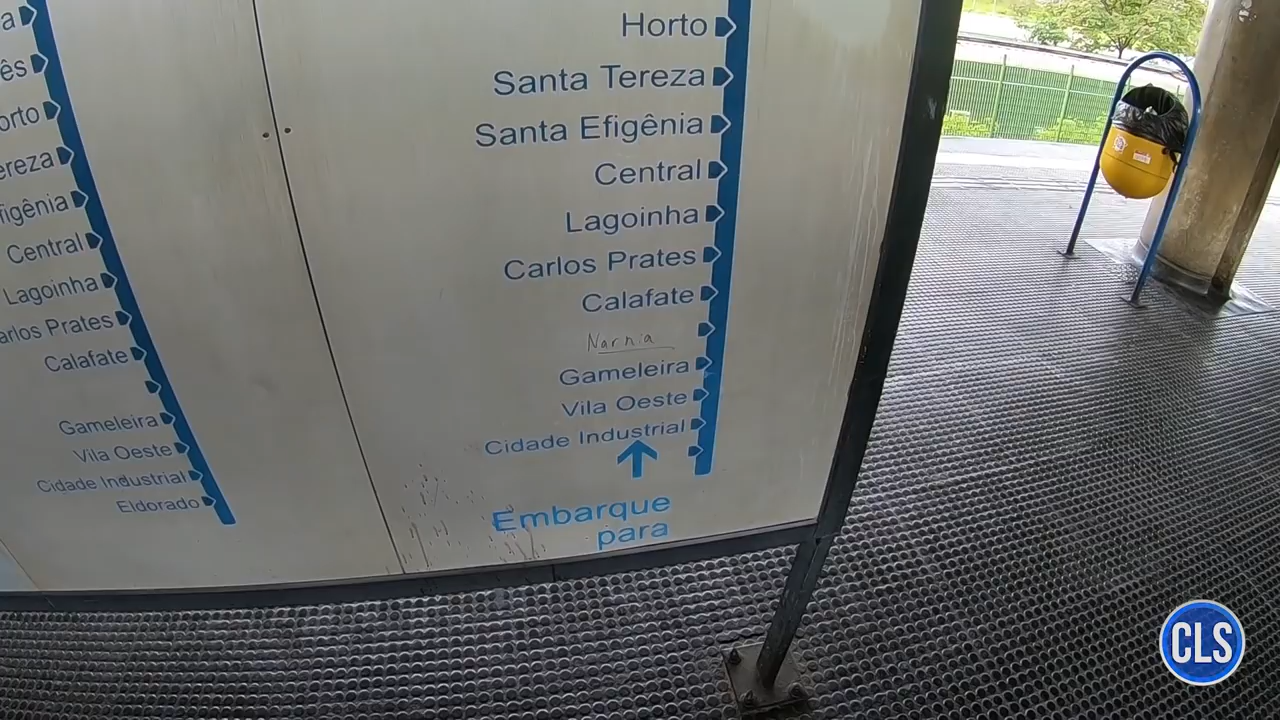 a
ês
orto
ereza
figênia
Central
Lagoinha
arlos Prates
Calafate
Gameleira
Vila Oeste
Cidade Industrial
Eldorado
Horto
Santa Tereza
Santa Efigênia
Central
Lagoinha
Carlos Prates
Calafate
Narnia
Gameleira
Vila Oeste
Cidade Industrial
Embarque
para
CLS